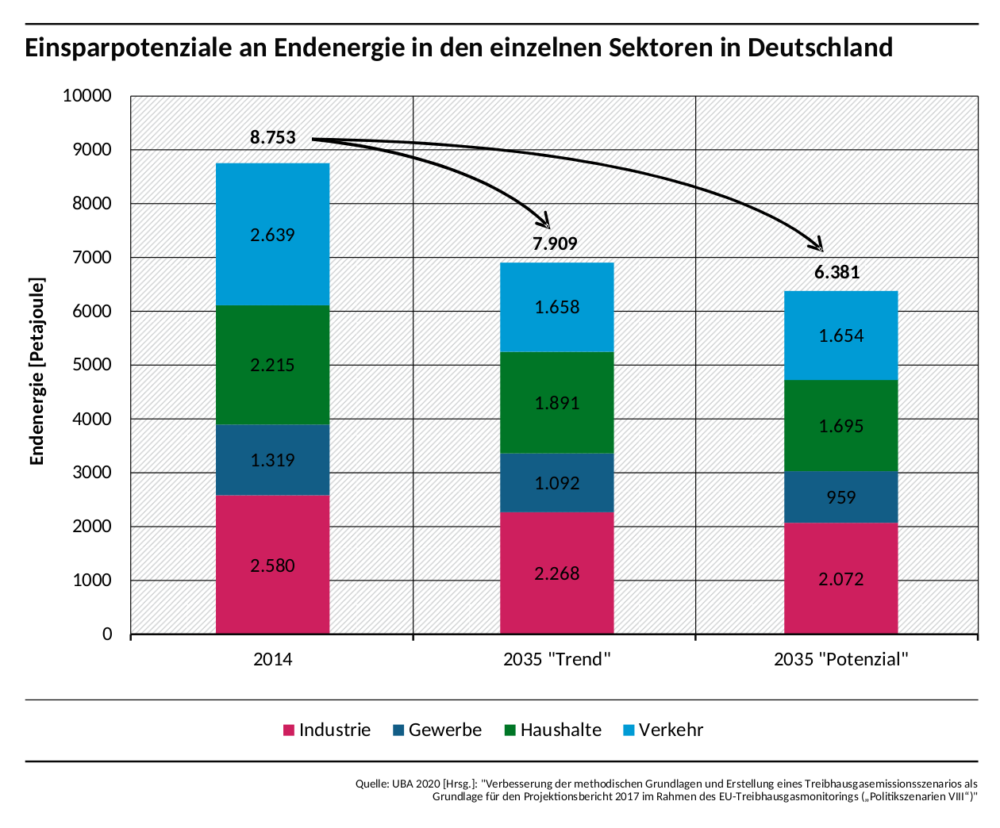 Einsparpotenziale an Endenergie in den einzelnen Sektoren in Deutschland
Endenergie [Petajoule]
10000
9000
8000
7000
6000
5000
4000
3000
2000
1000
0
8.753
2.639
2.215
1.319
2.580
7.909
1.658
1.891
1.092
2.268
6.381
1.654
1.695
959
2.072
2014
2035 "Trend"
2035 "Potenzial"
Industrie
Gewerbe
Haushalte
Verkehr
Quelle: UBA 2020 [Hrsg.]: "Verbesserung der methodischen Grundlagen und Erstellung eines Treibhausgasemissionsszenarios als
Grundlage für den Projektionsbericht 2017 im Rahmen des EU-Treibhausgasmonitorings („Politikszenarien VIII“)"